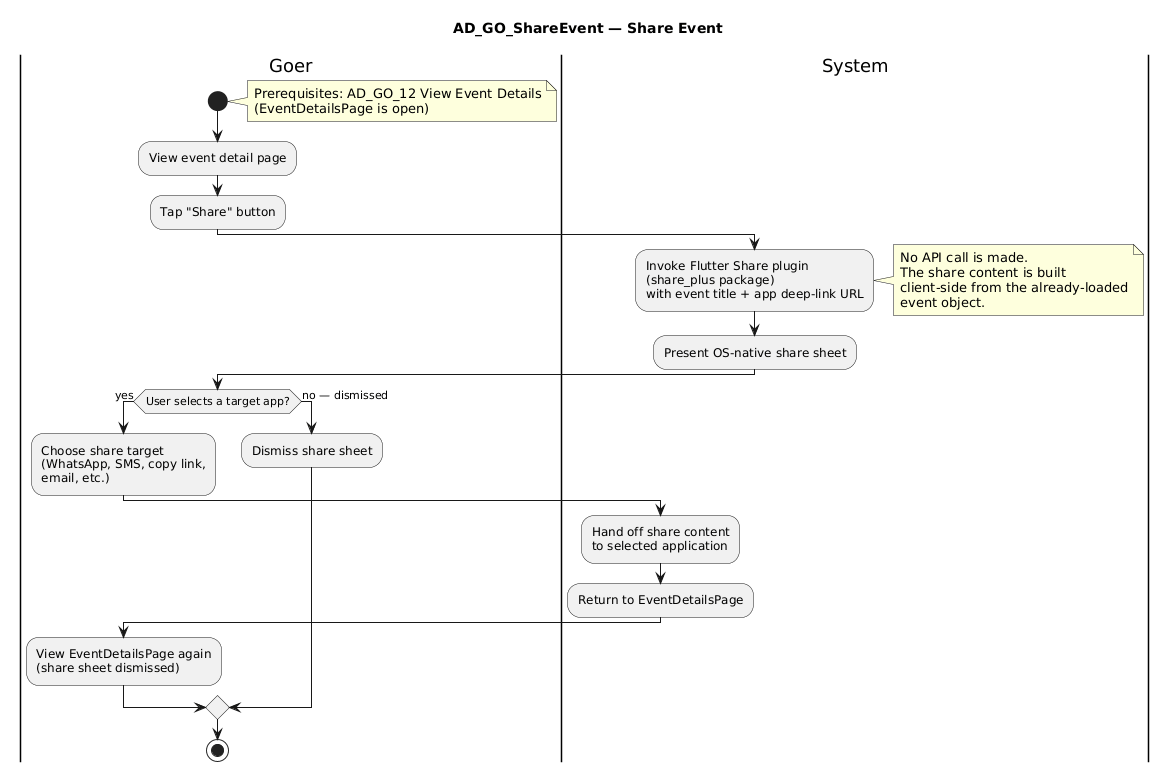 AD_GO_ShareEvent — Share Event
Goer
System
Prerequisites: AD_GO_12 View Event Details
(EventDetailsPage is open)
View event detail page
Tap "Share" button
Invoke Flutter Share plugin
(share_plus package)
with event title + app deep-link URL
No API call is made.
The share content is built
client-side from the already-loaded
event object.
Present OS-native share sheet
yes
User selects a target app?
no — dismissed
Choose share target
(WhatsApp, SMS, copy link,
email, etc.)
Dismiss share sheet
Hand off share content
to selected application
Return to EventDetailsPage
View EventDetailsPage again
(share sheet dismissed)